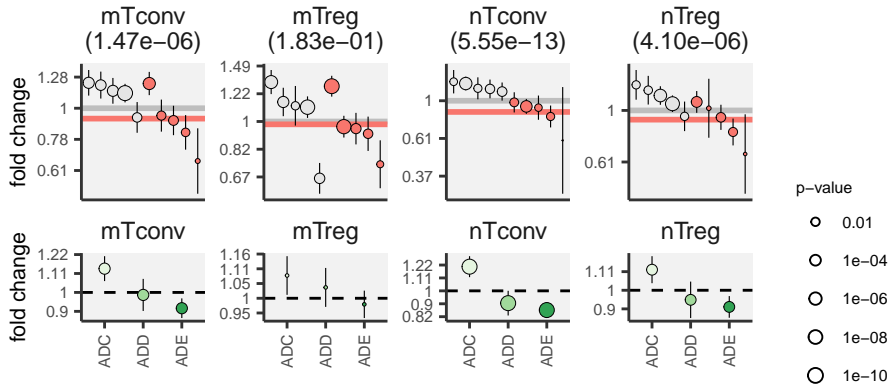 mTconv
(1.47e−06)
mTreg
(1.83e−01)
nTconv
(5.55e−13)
nTreg
(4.10e−06)
fold change
1.28
1
0.78
0.61
1.49
1.22
1
0.82
0.67
1
0.61
0.37
1
0.61
mTconv
mTreg
nTconv
nTreg
fold change
1.22
1.11
1
0.9
1.16
1.1
1.05
1
0.95
1.22
1.11
1
0.9
0.82
1.11
1
0.9
ADC
ADD
ADE
ADC
ADD
ADE
ADC
ADD
ADE
ADC
ADD
ADE
p−value
0.01
1e−04
1e−06
1e−08
1e−10